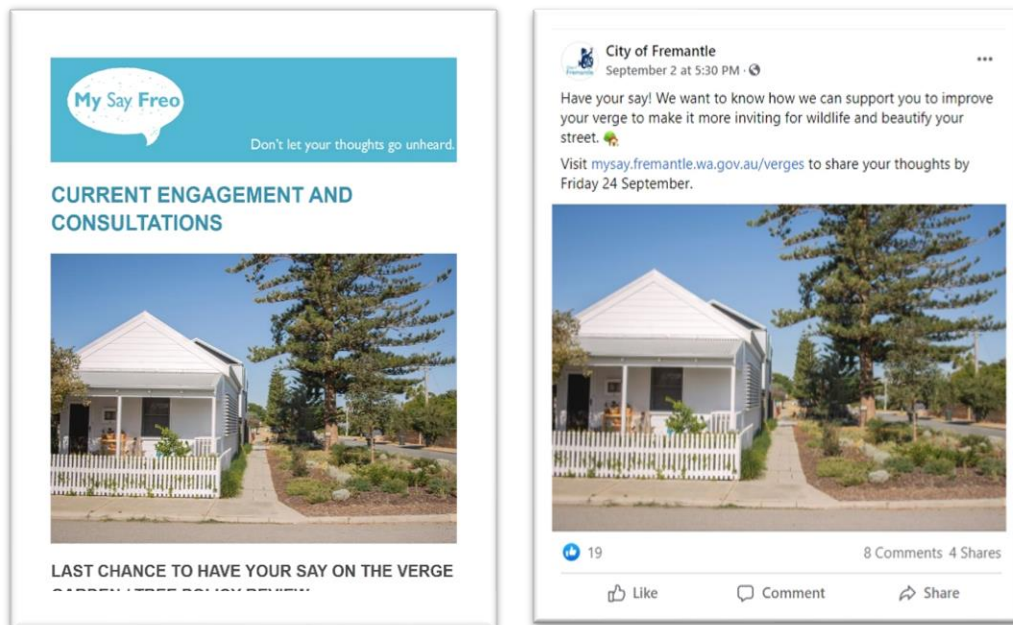 My Say Freo
Don't let your thoughts go unheard.
CURRENT ENGAGEMENT AND
CONSULTATIONS
LAST CHANCE TO HAVE YOUR SAY ON THE VERGE
City of Fremantle
September 2 at 5:30 PM ·
Have your say! We want to know how we can support you to improve
your verge to make it more inviting for wildlife and beautify your
street.
Visit mysay.fremantle.wa.gov.au/verges to share your thoughts by
Friday 24 September.
19
8 Comments 4 Shares
Like
Comment
Share